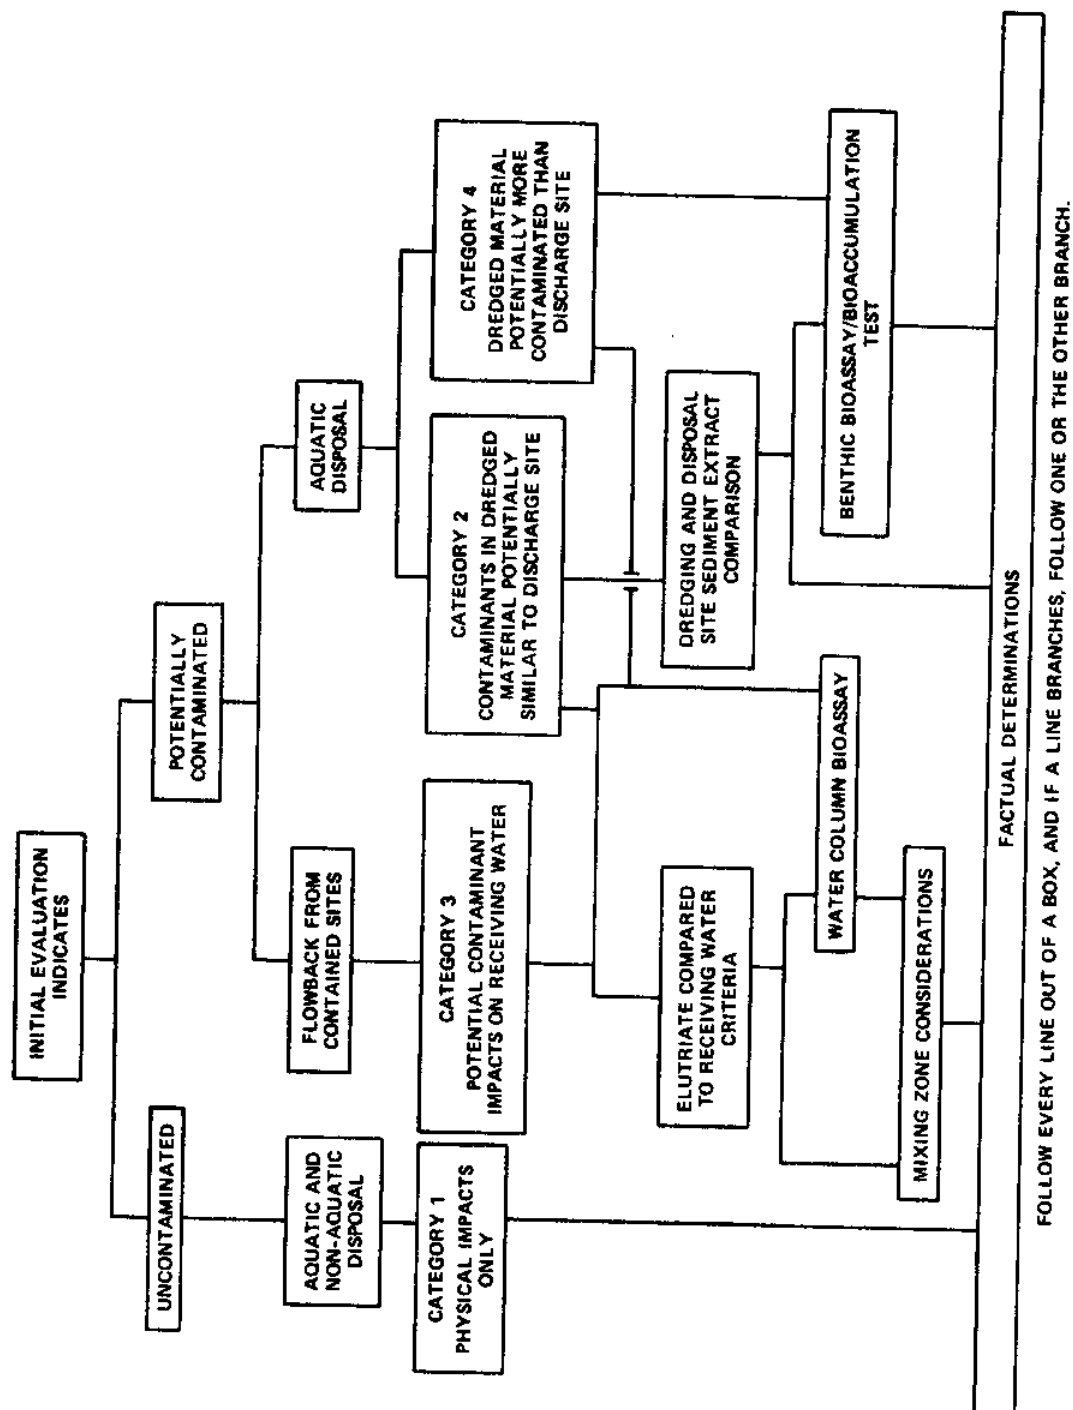 INITIAL EVALUATION
INDICATES
UNCONTAMINATED
POTENTIALLY
CONTAMINATED
AQUATIC AND
NON-AQUATIC
DISPOSAL
FLOWBACK FROM
CONTAINED SITES
AQUATIC
DISPOSAL
CATEGORY 1
PHYSICAL IMPACTS
ONLY
CATEGORY 3
POTENTIAL CONTAMINANT
IMPACTS ON RECEIVING WATER
CATEGORY 2
CONTAMINANTS IN DREDGED
MATERIAL POTENTIALLY
SIMILAR TO DISCHARGE SITE
CATEGORY 4
DREDGED MATERIAL
POTENTIALLY MORE
CONTAMINATED THAN
DISCHARGE SITE
ELUTRIATE COMPARED
TO RECEIVING WATER
CRITERIA
DREDGING AND DISPOSAL
SITE SEDIMENT EXTRACT
COMPARISON
WATER COLUMN BIOASSAY
BENTHIC BIOASSAY/BIOACCUMULATION
TEST
MIXING ZONE CONSIDERATIONS
FACTUAL DETERMINATIONS
FOLLOW EVERY LINE OUT OF A BOX, AND IF A LINE BRANCHES, FOLLOW ONE OR THE OTHER BRANCH.